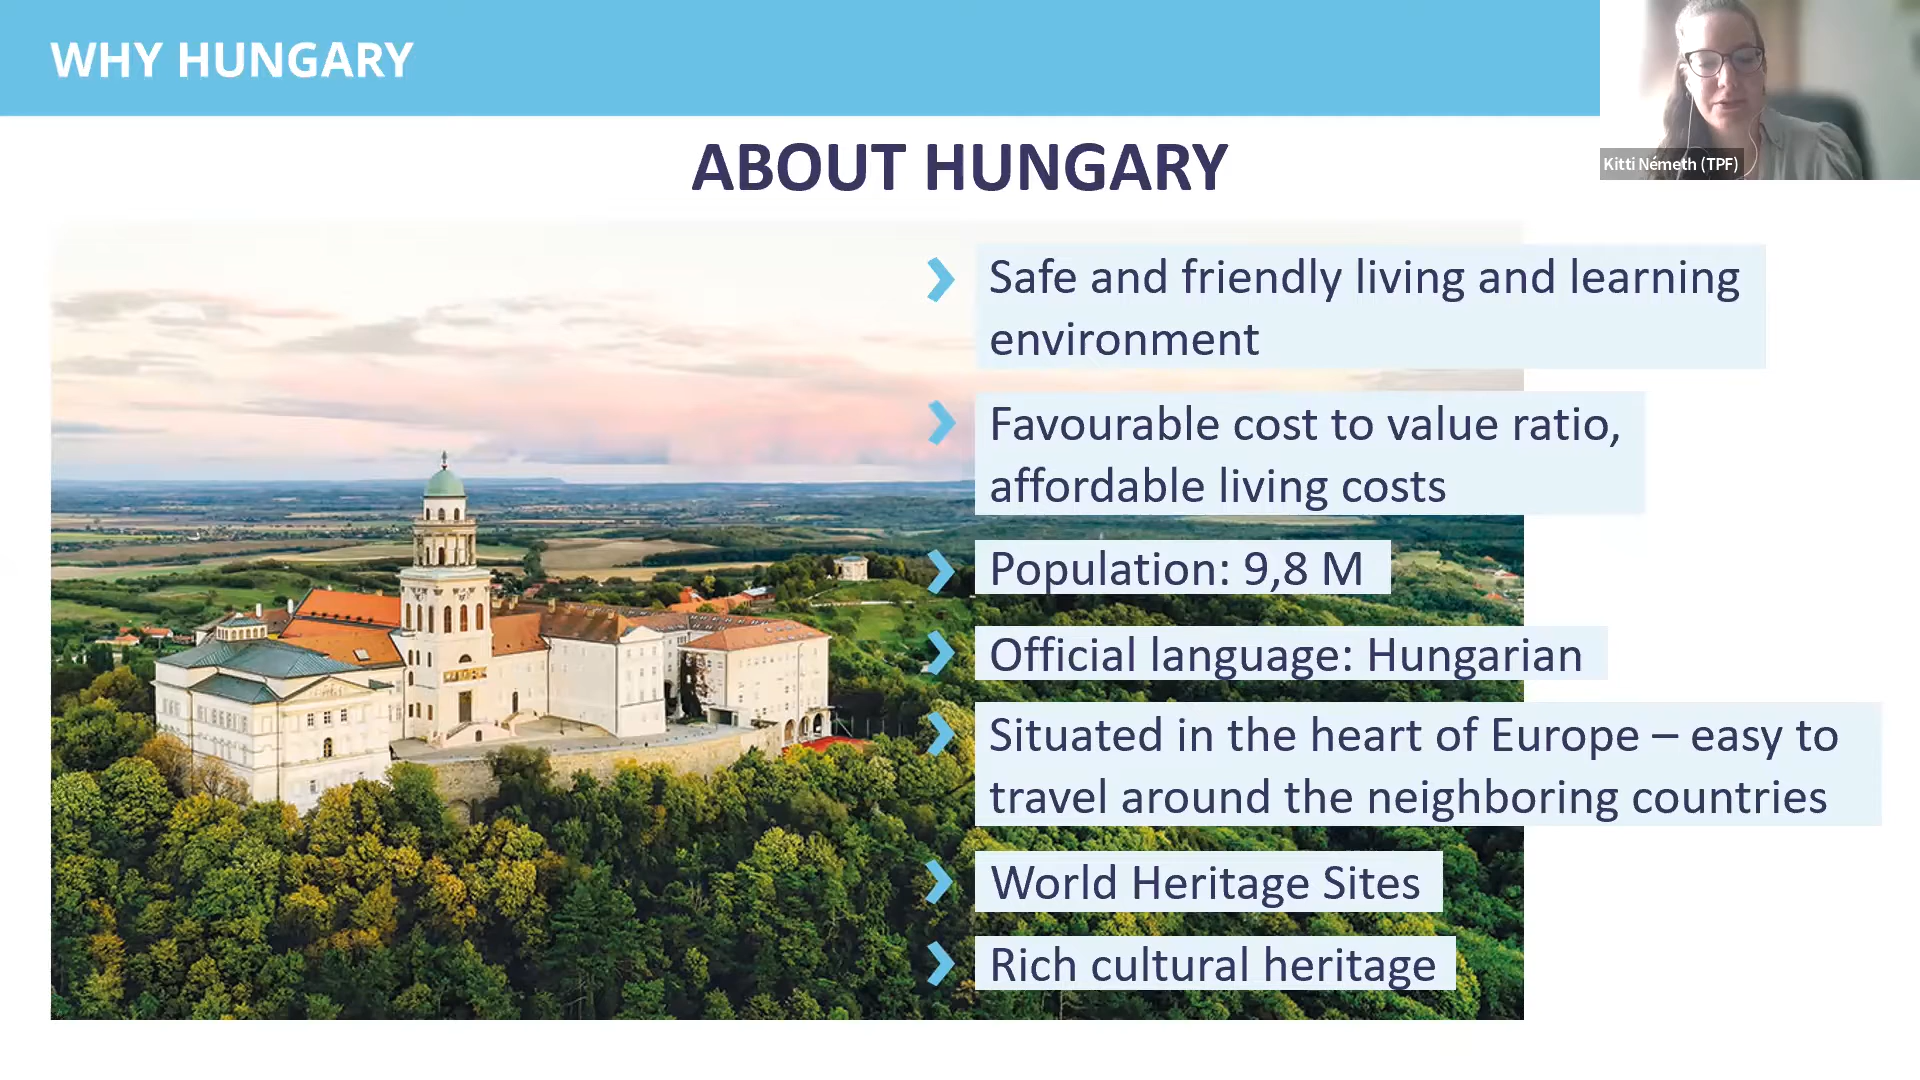 WHY HUNGARY
Kitti Németh (TPF)
ABOUT HUNGARY
Safe and friendly living and learning
environment
Favourable cost to value ratio,
affordable living costs
Population: 9,8 M
Official language: Hungarian
Situated in the heart of Europe – easy to
travel around the neighboring countries
World Heritage Sites
Rich cultural heritage